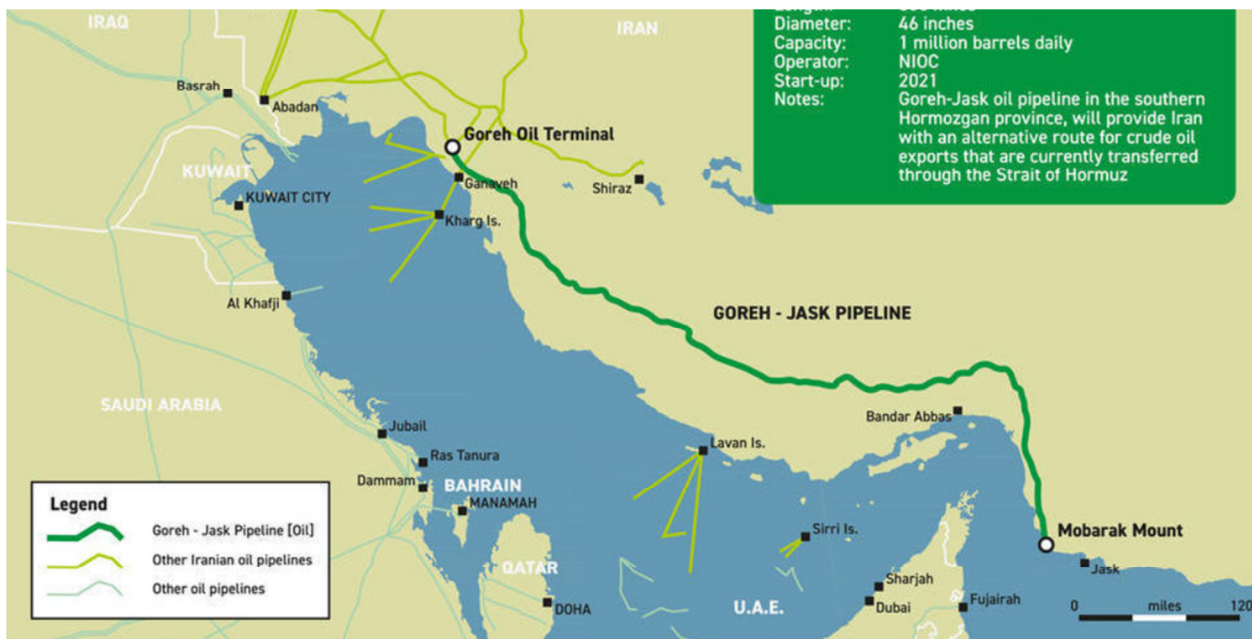 IRAQ
IRAN
Diameter: 46 inches
Capacity: 1 million barrels daily
Operator: NIOC
Start-up: 2021
Notes: Goreh-Jask oil pipeline in the southern
Hormozgan province, will provide Iran
with an alternative route for crude oil
exports that are currently transferred
through the Strait of Hormuz
Basrah
Abadan
Goreh Oil Terminal
KUWAIT
Ganaveh
Shiraz
KUWAIT CITY
Kharg Is.
Al Khafji
GOREH - JASK PIPELINE
SAUDI ARABIA
Bandar Abbas
Jubail
Lavan Is.
Ras Tanura
Dammam
BAHRAIN
MANAMAH
Legend
Goreh - Jask Pipeline [Oil]
Other Iranian oil pipelines
Other oil pipelines
Sirri Is.
Mobarak Mount
QATAR
Jask
Sharjah
DOHA
U.A.E.
Dubai
Fujairah
0 miles 120